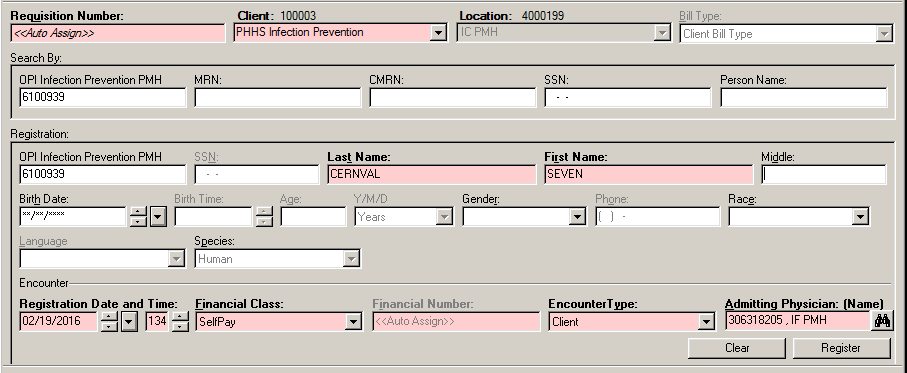 Requisition Number: Client: 100003 Location: 4000199 Bill Type:
<<Auto Assign>> PHHS Infection Prevention IC PMH Client Bill Type
Search By:
OPI Infection Prevention PMH MRN: CMRN: SSN: Person Name:
6100939 - -
Registration:
OPI Infection Prevention PMH SSN: Last Name: First Name: Middle:
6100939 - - CERNVAL SEVEN
Birth Date: Birth Time: Age: Y/M/D Gender: Phone: Race:
**/**/**** Years ( ) -
Language Species:
Human
Encounter
Registration Date and Time: Financial Class: Financial Number: EncounterType: Admitting Physician: (Name)
02/19/2016 134 SelfPay <<Auto Assign>> Client 306318205 , IF PMH
Clear Register